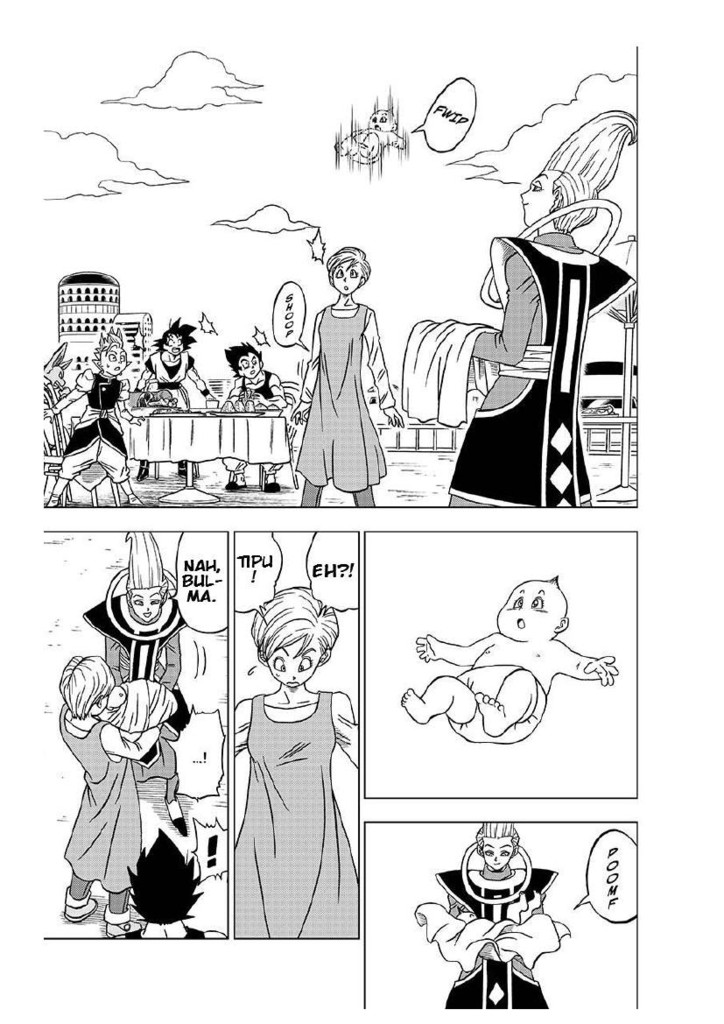 FWIP
SHOOP
POOMF
EH?!
TIPU
!
NAH,
BUL-
MA.
...!
!